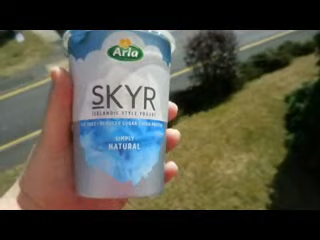 Arla
SKYR
ICELANDIC STYLE YOGURT
SIMPLY
NATURAL